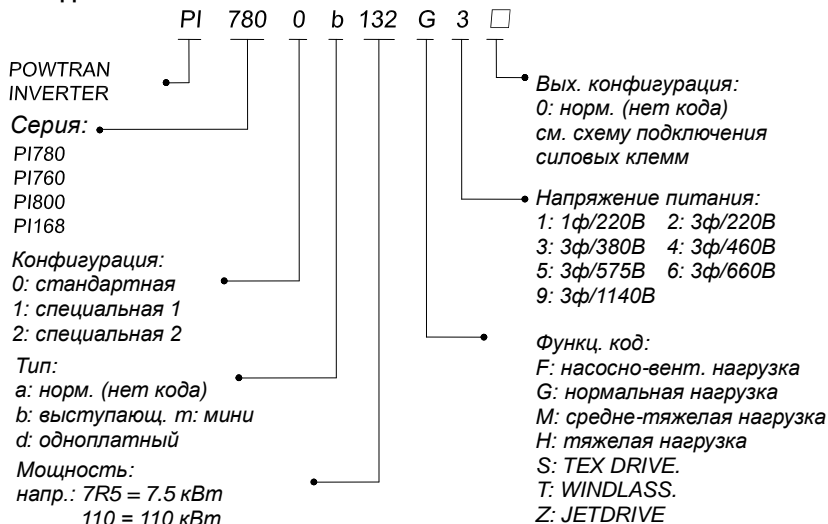 PI 780 0 b 132 G 3 □
POWTRAN
INVERTER
Серия:
PI780
PI760
PI800
PI168
Конфигурация:
0: стандартная
1: специальная 1
2: специальная 2
Тип:
a: норм. (нет кода)
b: выступающ. m: мини
d: одноплатный
Мощность:
напр.: 7R5 = 7.5 кВт
110 = 110 кВт
Вых. конфигурация:
0: норм. (нет кода)
см. схему подключения
силовых клемм
Напряжение питания:
1: 1ф/220В 2: 3ф/220В
3: 3ф/380В 4: 3ф/460В
5: 3ф/575В 6: 3ф/660В
9: 3ф/1140В
Функц. код:
F: насосно-вент. нагрузка
G: нормальная нагрузка
M: средне-тяжелая нагрузка
H: тяжелая нагрузка
S: TEX DRIVE.
T: WINDLASS.
Z: JETDRIVE